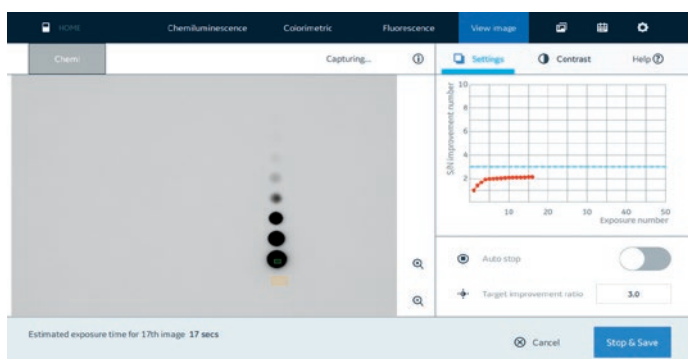 HOME Chemiluminescence Colorimetric Fluorescence View image
Chemi Capturing... Settings Contrast Help
S/N improvement number
10
8
6
4
2
10 20 30 40 50
Exposure number
Auto stop
Target improvement ratio 3.0
Estimated exposure time for 17th image 17 secs
Cancel Stop & Save